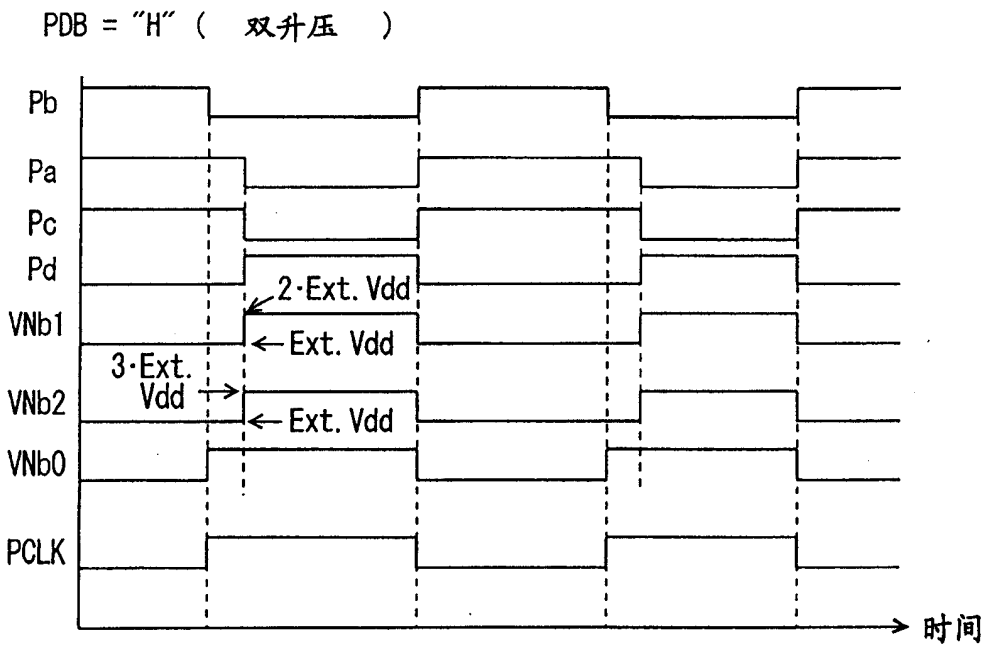 PDB = "H" ( 双升压 )
Pb
Pa
Pc
Pd
2·Ext. Vdd
VNb1
Ext. Vdd
3·Ext.
Vdd
VNb2
Ext. Vdd
VNb0
PCLK
时间